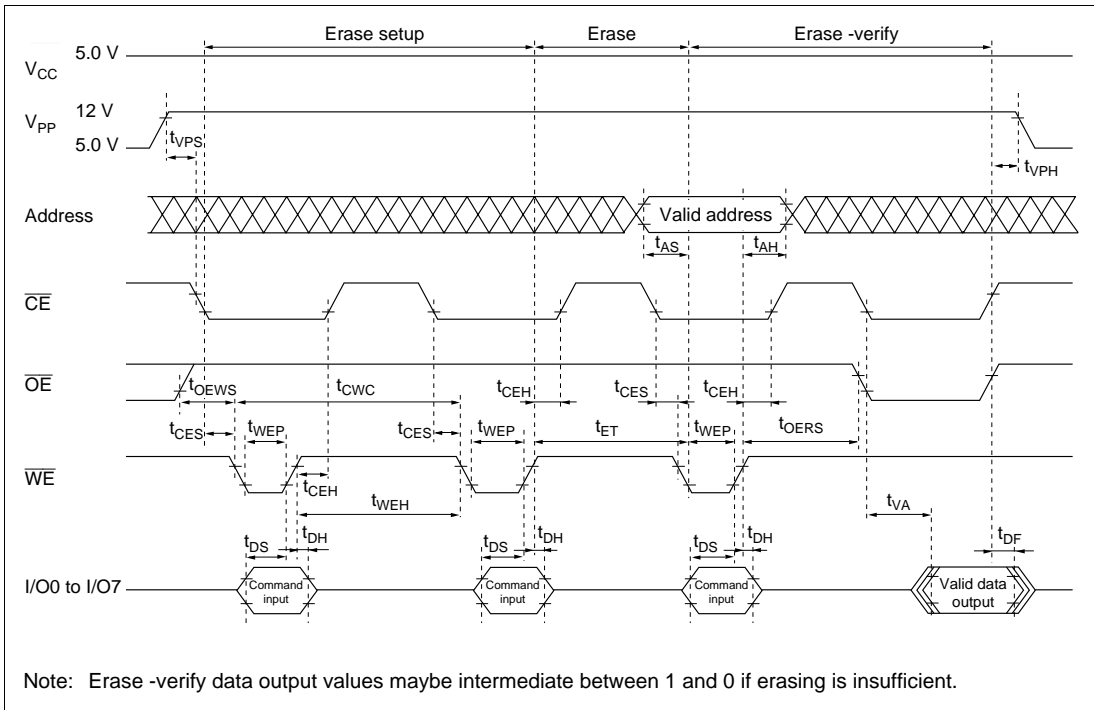 Erase setup Erase Erase -verify
5.0 V
VCC
12 V
VPP
5.0 V
tVPS
tVPH
Address
Valid address
tAS tAH
CE
OE
tOEWS tCWC tCEH tCES tCEH
tCES tWEP tCES tWEP tET tWEP tOERS
WE
tCEH
tWEH
tVA
tDS tDH tDS tDH tDS tDH tDF
I/O0 to I/O7
Command input
Command input
Command input
Valid data output
Note: Erase -verify data output values maybe intermediate between 1 and 0 if erasing is insufficient.